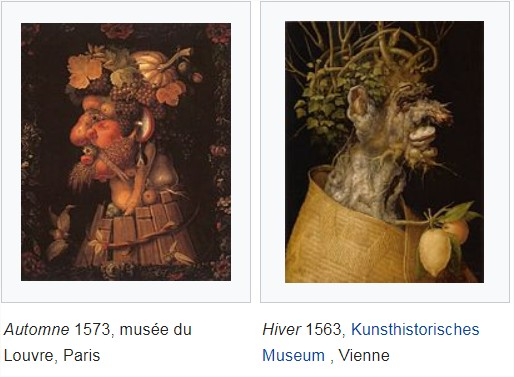 Automne 1573, musée du
Louvre, Paris
Hiver 1563, Kunsthistorisches
Museum , Vienne